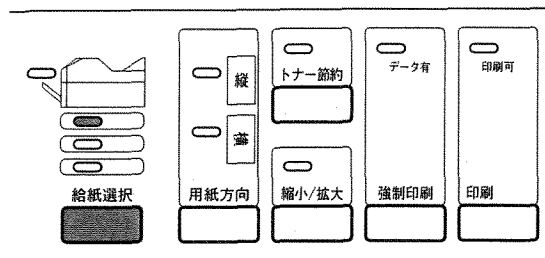 トナー節約
データ有
印刷可
縦
横
給紙選択
用紙方向
縮小/拡大
強制印刷
印刷